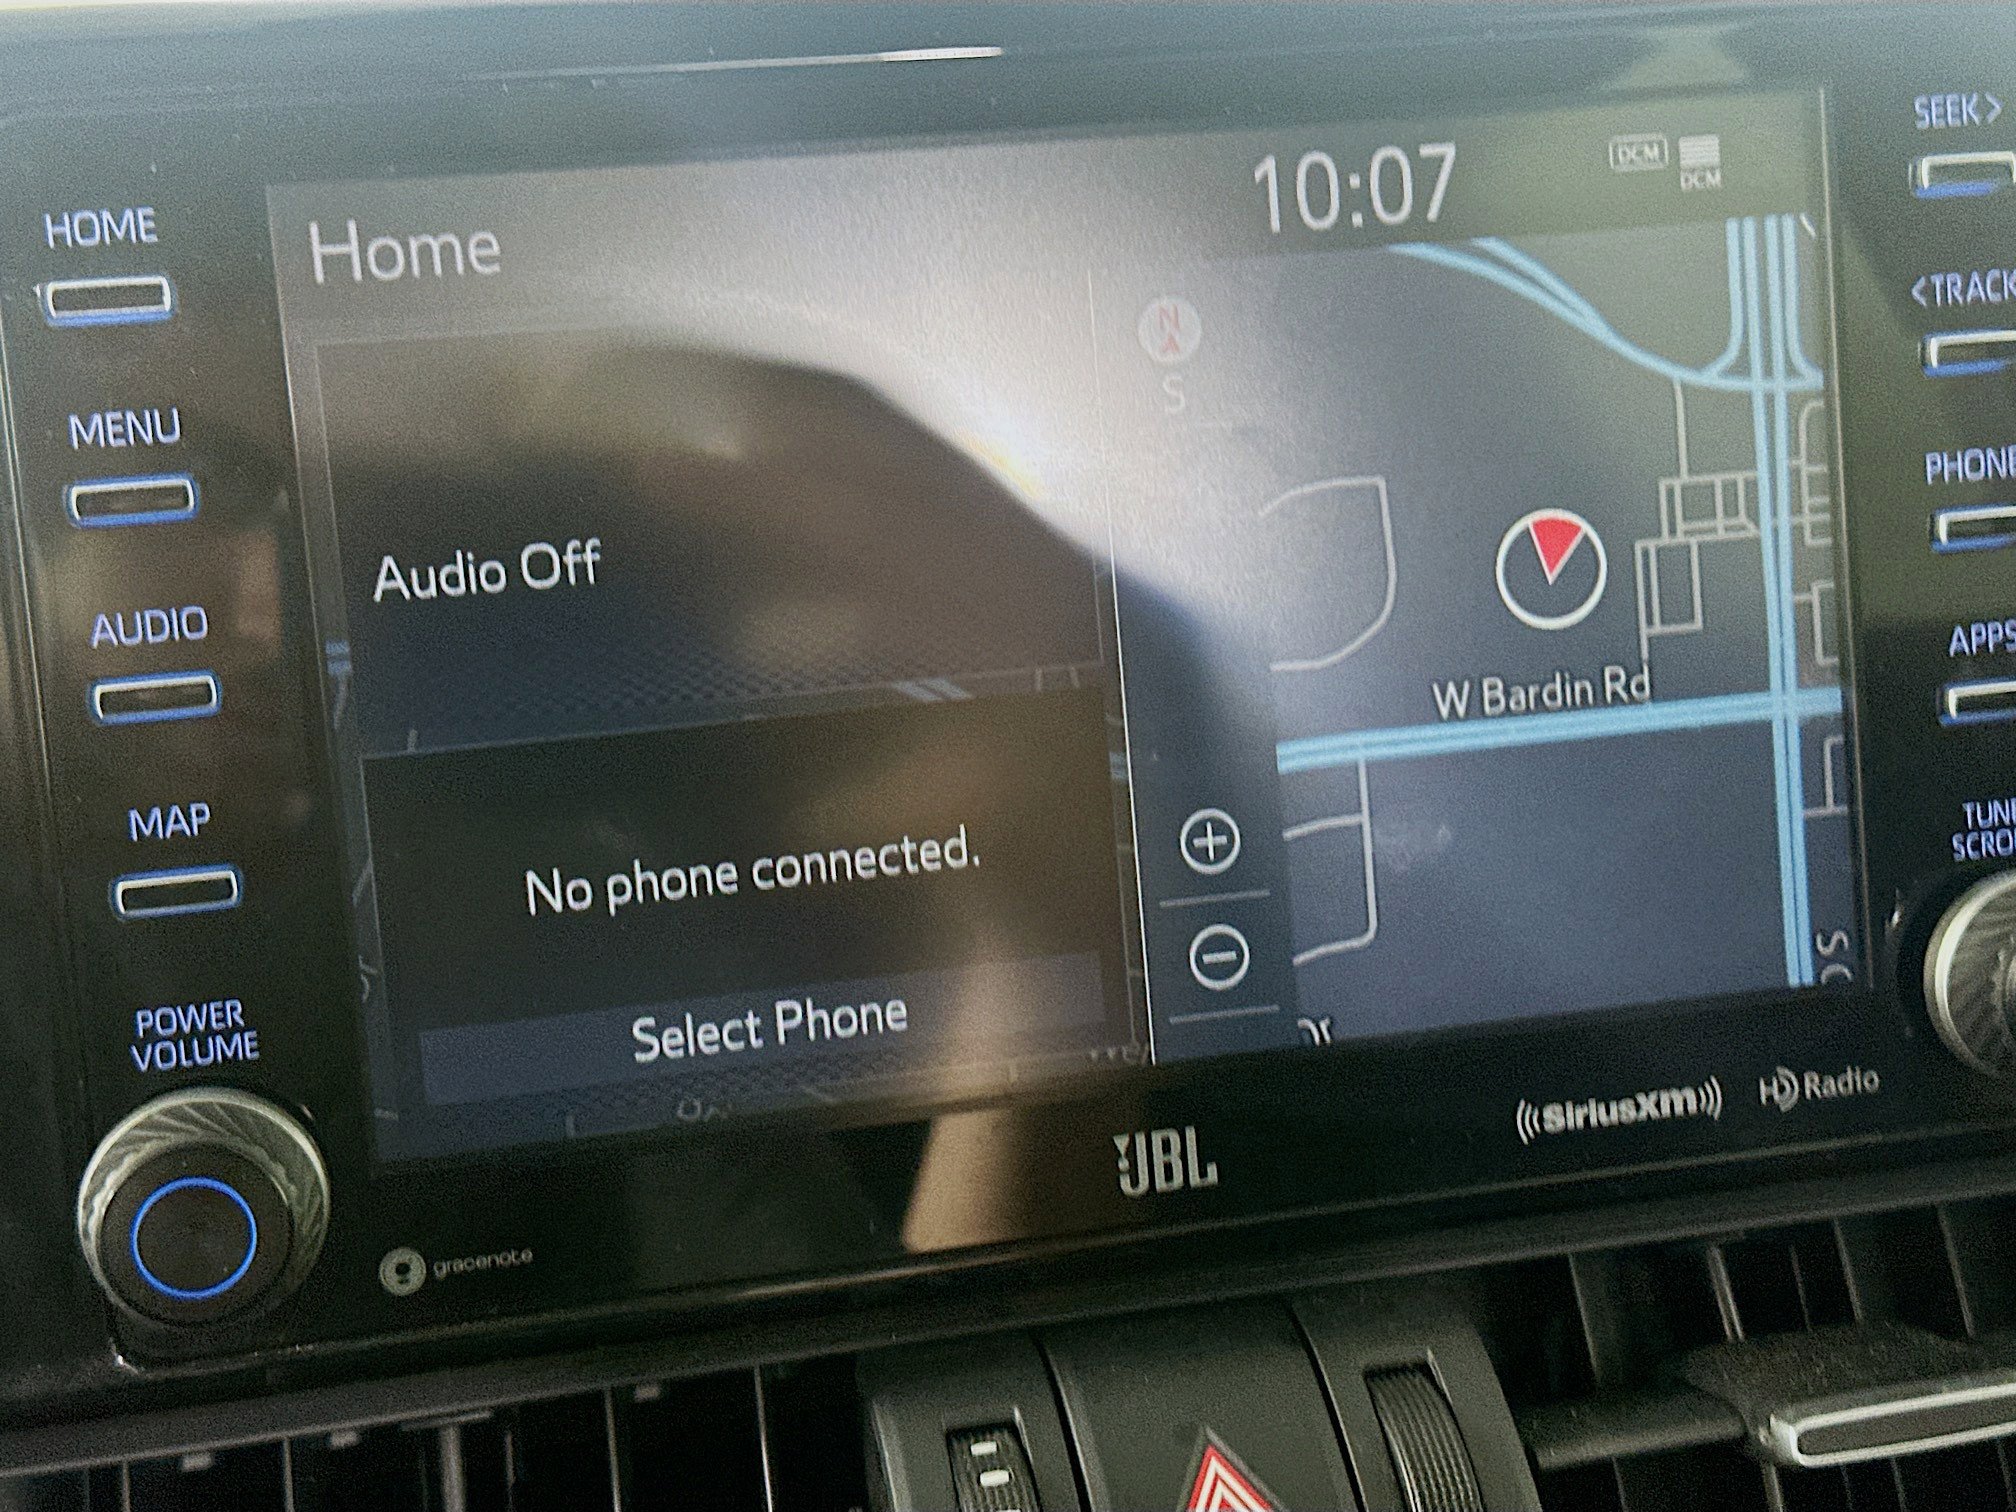 SEEK>
10:07
DCM
DCM
HOME
Home
<TRACK
N
S
MENU
PHONE
Audio Off
AUDIO
APPS
W Bardin Rd
MAP
No phone connected.
POWER
VOLUME
Select Phone
JBL
SiriusXM
HD Radio
gracenote